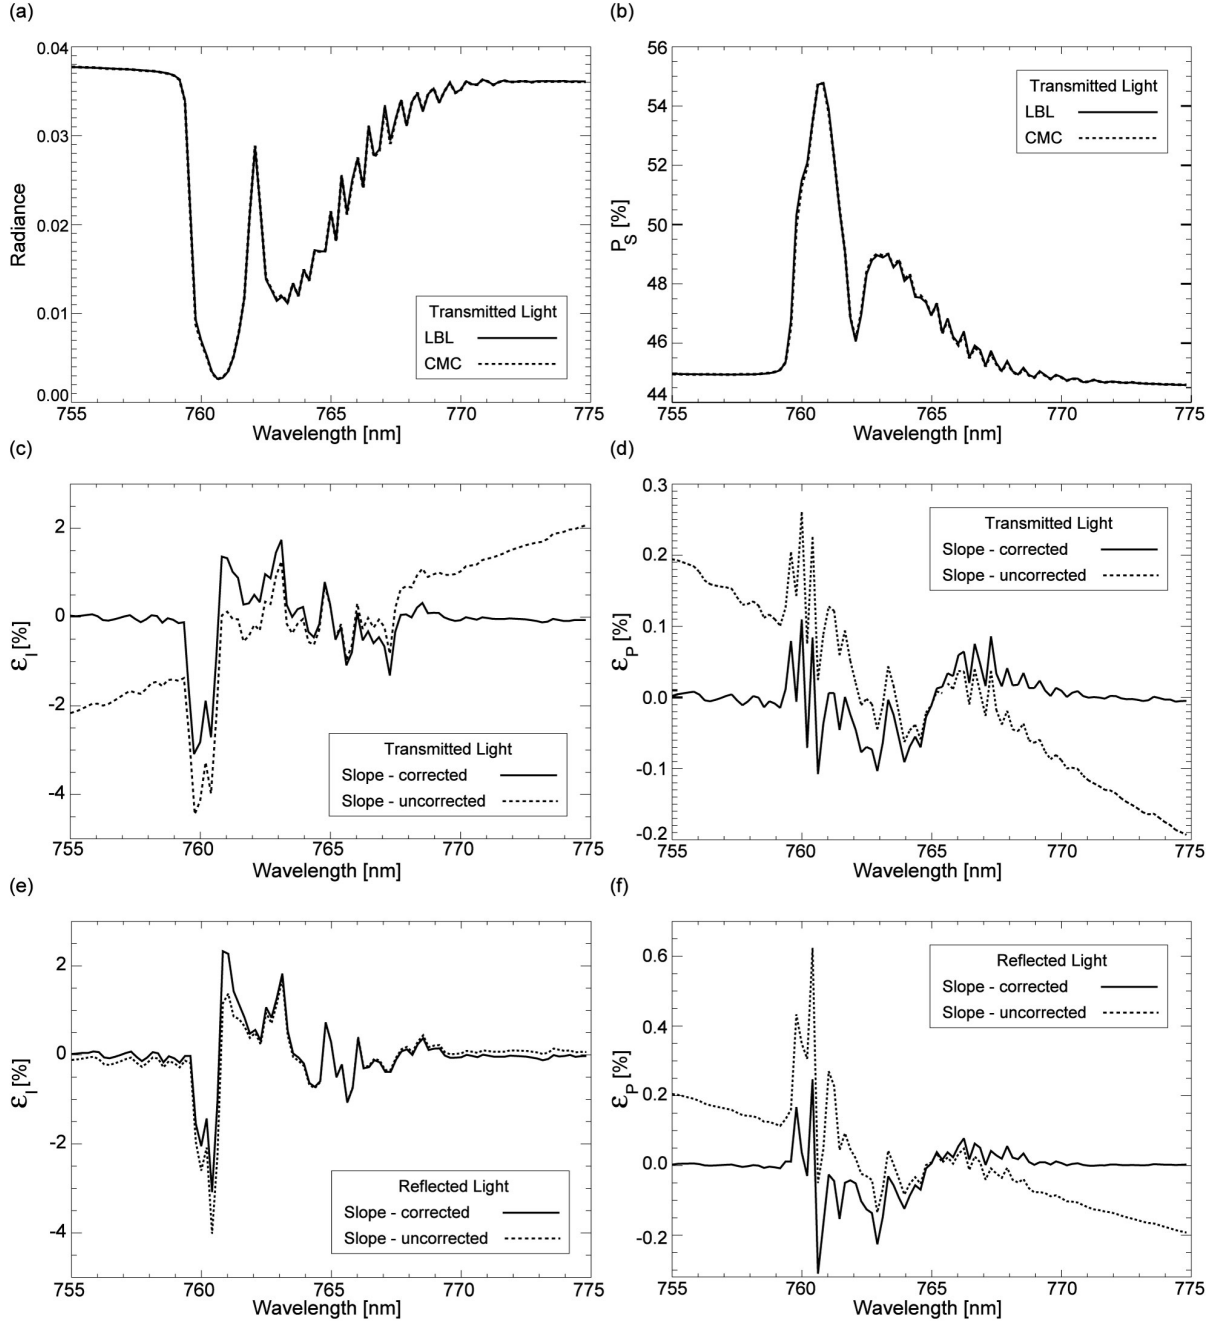 (a)
0.04
0.03
0.02
0.01
0.00
Radiance
Transmitted Light
LBL
CMC
755 760 765 770 775
Wavelength [nm]
(b)
56
54
52
50
48
46
44
P_S [%]
Transmitted Light
LBL
CMC
755 760 765 770 775
Wavelength [nm]
(c)
2
0
-2
-4
ε_I [%]
Transmitted Light
Slope - corrected
Slope - uncorrected
755 760 765 770 775
Wavelength [nm]
(d)
0.3
0.2
0.1
0.0
-0.1
-0.2
ε_P [%]
Transmitted Light
Slope - corrected
Slope - uncorrected
755 760 765 770 775
Wavelength [nm]
(e)
2
0
-2
-4
ε_I [%]
Reflected Light
Slope - corrected
Slope - uncorrected
755 760 765 770 775
Wavelength [nm]
(f)
0.6
0.4
0.2
0.0
-0.2
ε_P [%]
Reflected Light
Slope - corrected
Slope - uncorrected
755 760 765 770 775
Wavelength [nm]